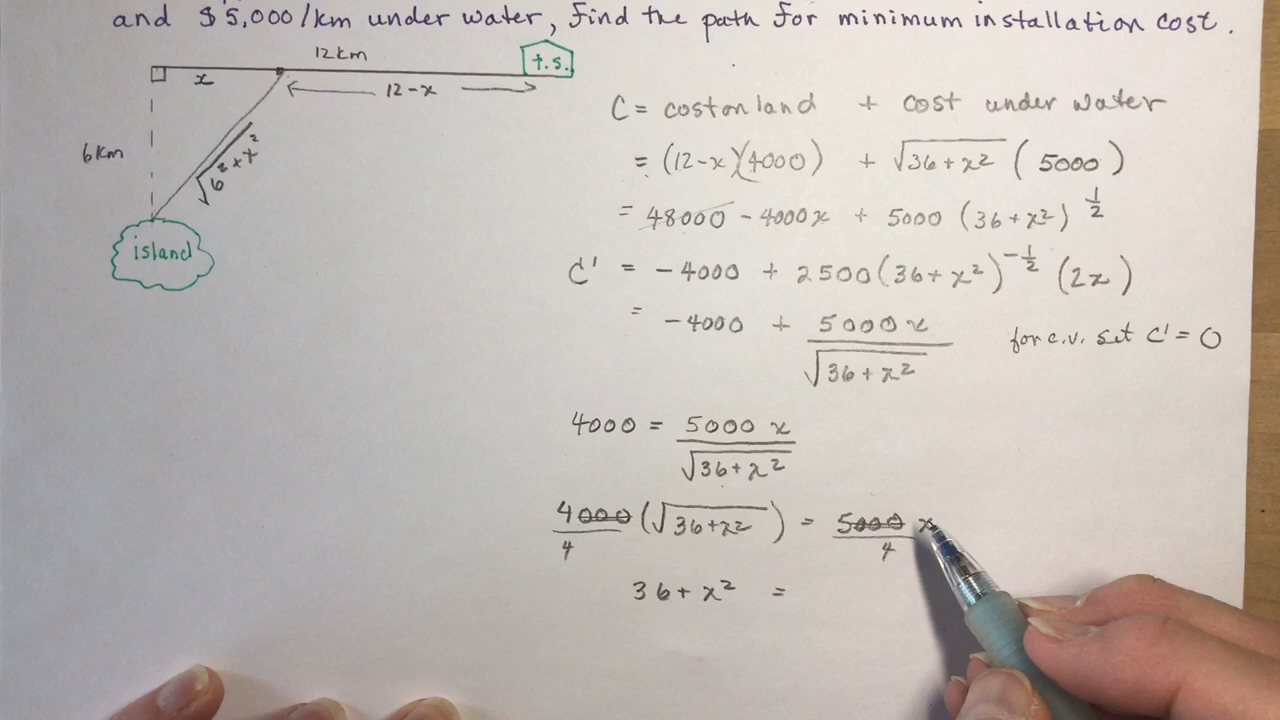 and $5,000/km under water, find the path for minimum installation cost.
12km
t.s.
x
12-x
6km
√6²+x²
island
C = cost on land + cost under water
= (12-x)(4000) + √36+x² (5000)
= 48000 - 4000x + 5000 (36+x²)^1/2
C' = -4000 + 2500(36+x²)^-1/2 (2x)
= -4000 + 5000x / √36+x²
for c.v. set C' = 0
4000 = 5000 x / √36+x²
4000/4 (√36+x²) = 5000 x/4
36+x² =